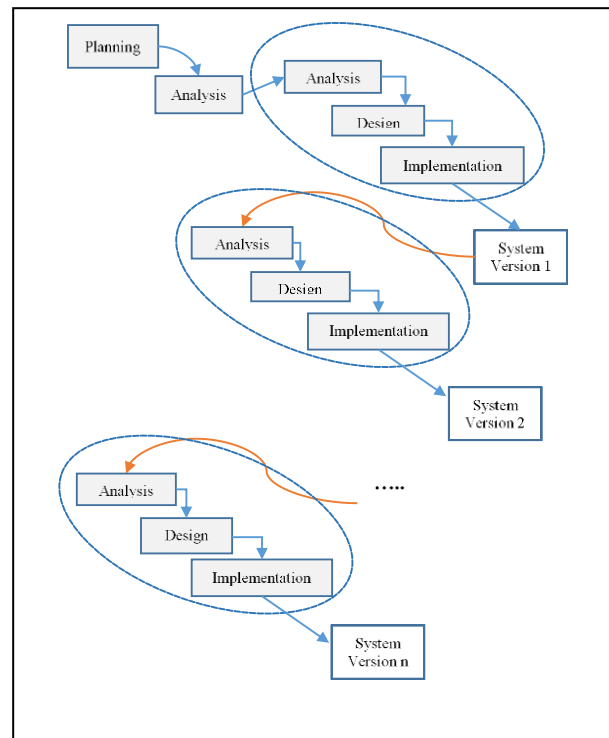 Planning
Analysis
Analysis
Design
Implementation
System
Version 1
Analysis
Design
Implementation
System
Version 2
…..
Analysis
Design
Implementation
System
Version n